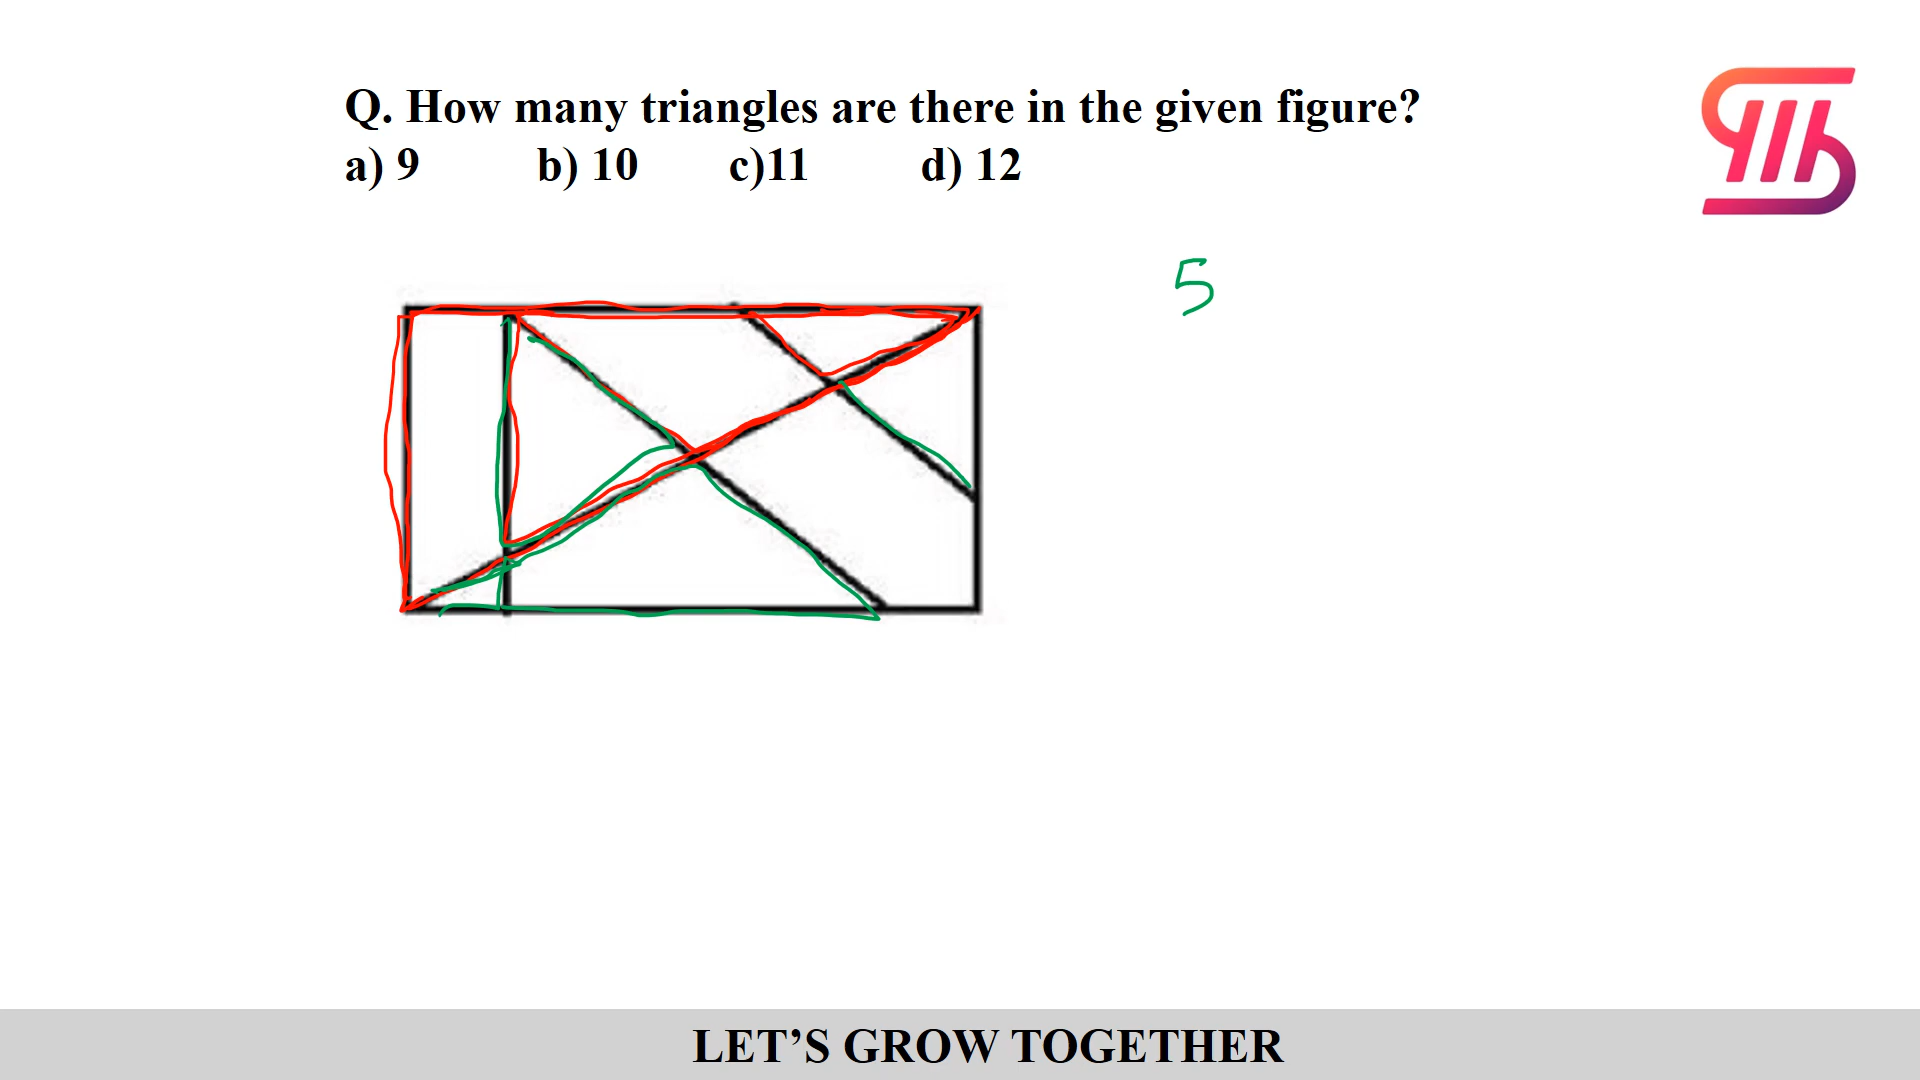 Q. How many triangles are there in the given figure?
a) 9 b) 10 c)11 d) 12
5
LET’S GROW TOGETHER